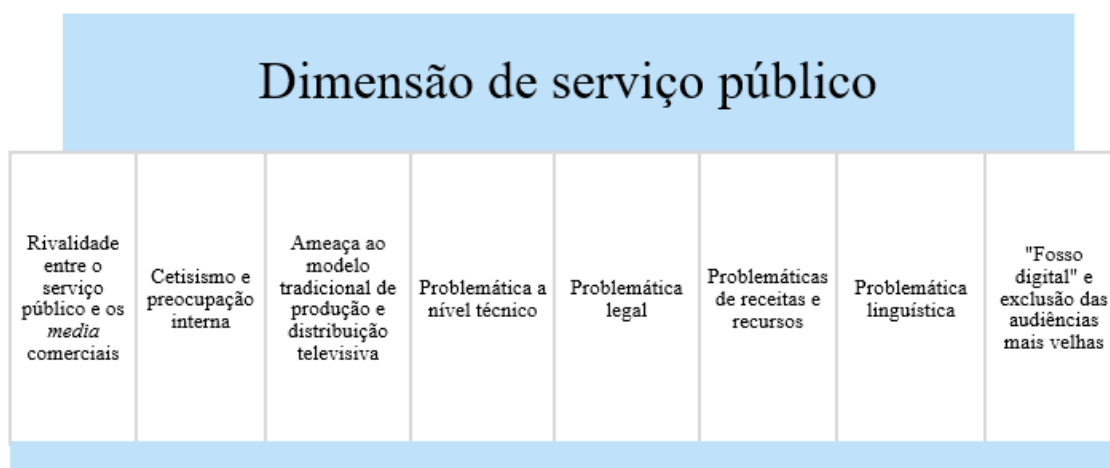 Dimensão de serviço público
Rivalidade
entre o
serviço
público e os
media
comerciais
Cetisismo e
preocupação
interna
Ameaça ao
modelo
tradicional de
produção e
distribuição
televisiva
Problemática a
nível técnico
Problemática
legal
Problemáticas
de receitas e
recursos
Problemática
linguística
"Fosso
digital" e
exclusão das
audiências
mais velhas